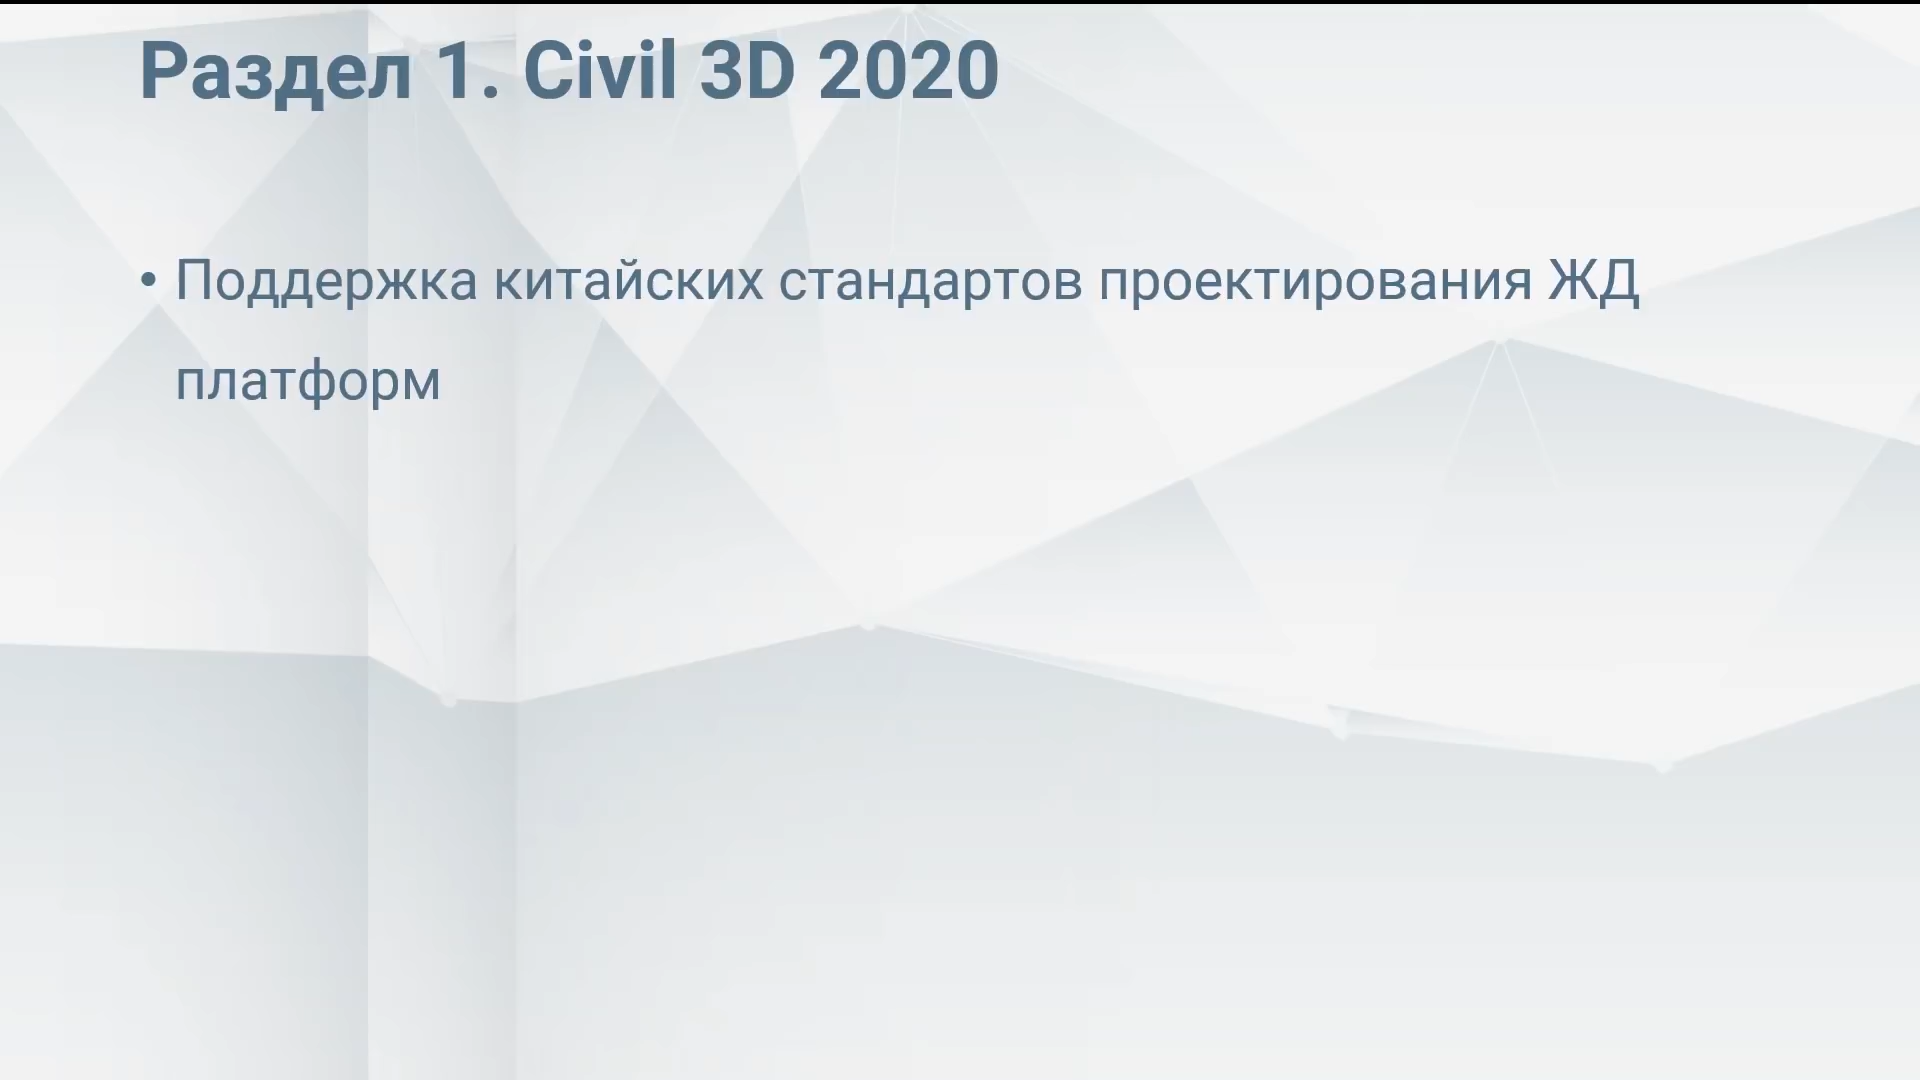 Раздел 1. Civil 3D 2020
• Поддержка китайских стандартов проектирования ЖД
платформ